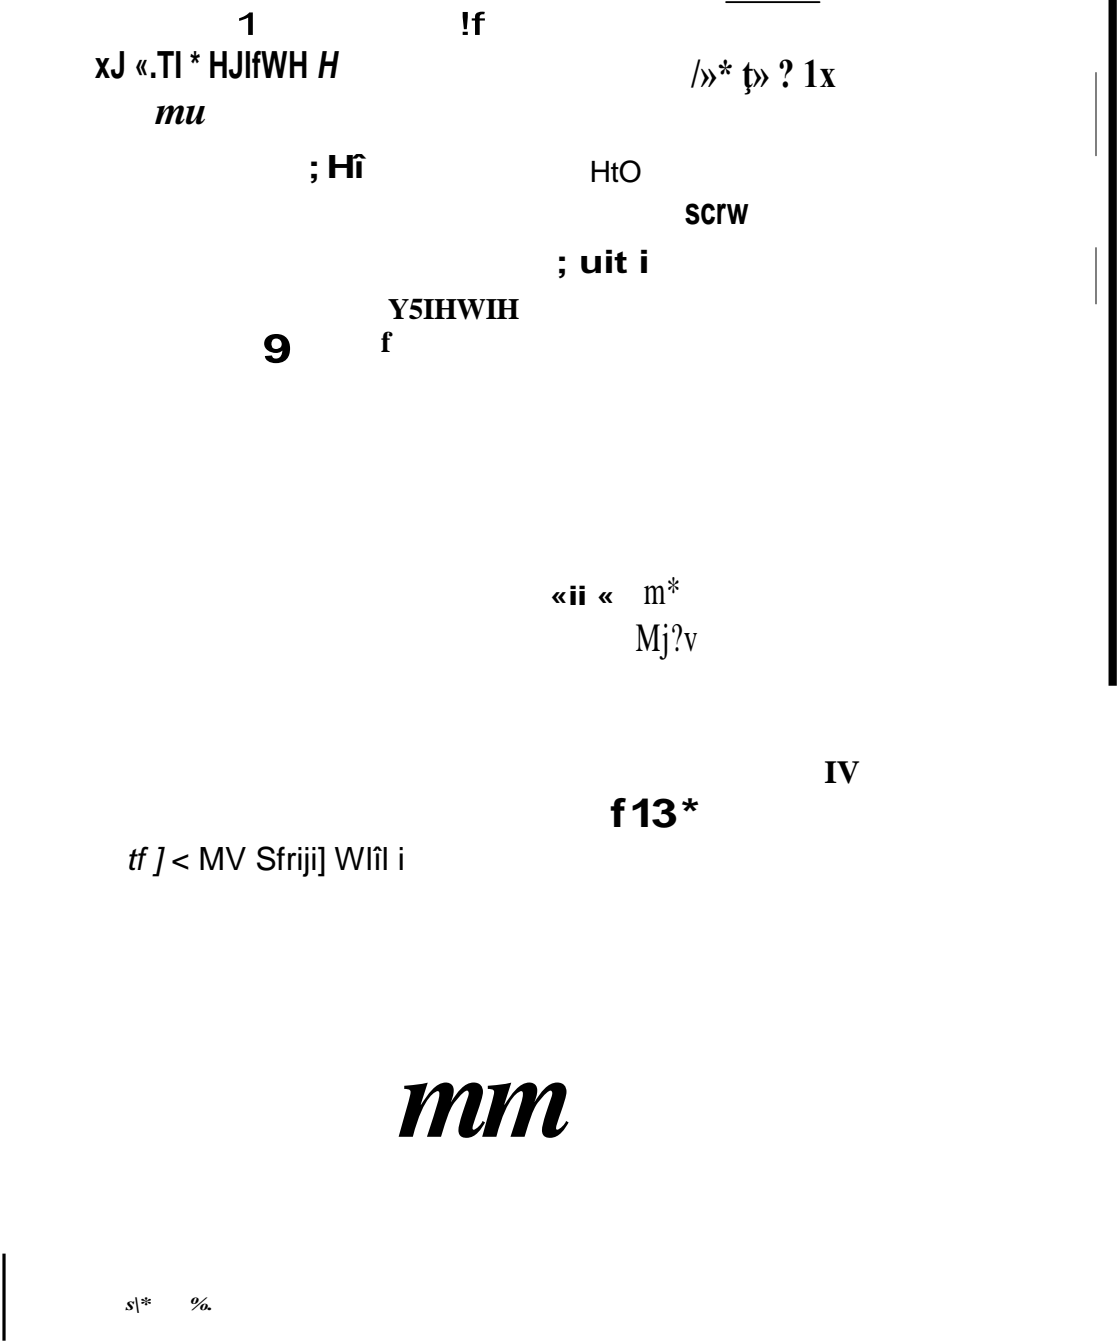 1 !f
xJ «.TI * HJIfWH H
/»* ţ» ? 1x
mu
; Hî HtO
scrw
; uit i
Y5IHWIH
9 f
«ii « m*
Mj?v
IV
f13*
tf ] < MV Sfriji] WIîl i
mm
s\* %.